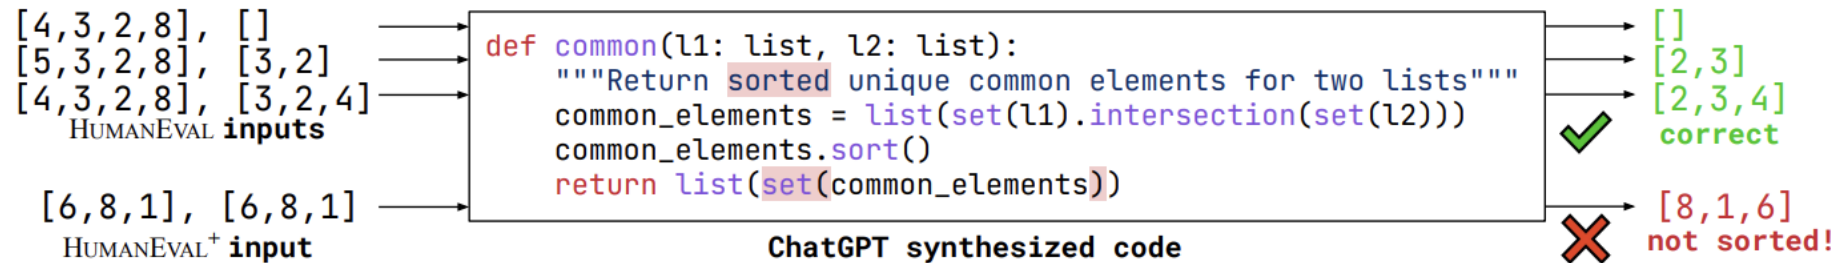 [4,3,2,8], []
[5,3,2,8], [3,2]
[4,3,2,8], [3,2,4]
HUMANEVAL inputs
[6,8,1], [6,8,1]
HUMANEVAL+ input
def common(l1: list, l2: list):
    """Return sorted unique common elements for two lists"""
    common_elements = list(set(l1).intersection(set(l2)))
    common_elements.sort()
    return list(set(common_elements))
ChatGPT synthesized code
[]
[2,3]
[2,3,4]
correct
[8,1,6]
not sorted!